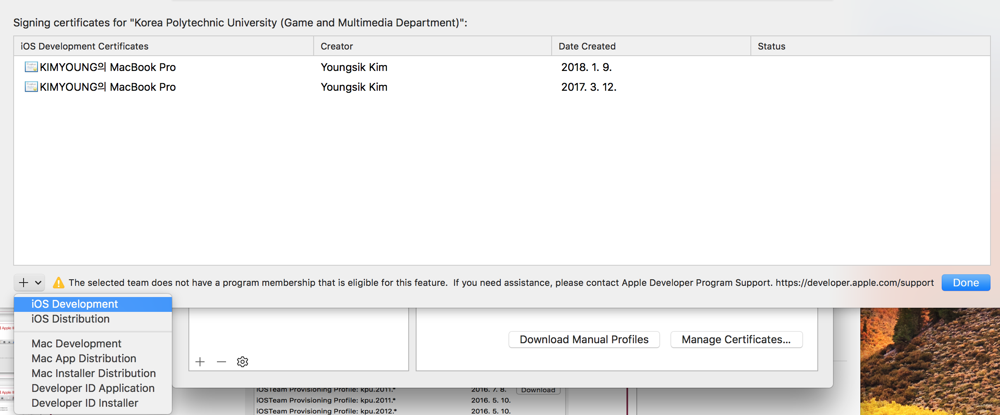 Signing certificates for "Korea Polytechnic University (Game and Multimedia Department)":
iOS Development Certificates Creator Date Created Status
KIMYOUNG의 MacBook Pro Youngsik Kim 2018. 1. 9.
KIMYOUNG의 MacBook Pro Youngsik Kim 2017. 3. 12.
The selected team does not have a program membership that is eligible for this feature.  If you need assistance, please contact Apple Developer Program Support. https://developer.apple.com/support Done
iOS Development
iOS Distribution
Mac Development
Mac App Distribution
Mac Installer Distribution
Developer ID Application
Developer ID Installer
Download Manual Profiles Manage Certificates...
iOSTeam Provisioning Profile: kpu.2011.* 2016. 7. 8. Download
iOSTeam Provisioning Profile: kpu.2011.* 2016. 5. 10.
iOSTeam Provisioning Profile: kpu.2012.* 2016. 5. 10.
Apple
Apple